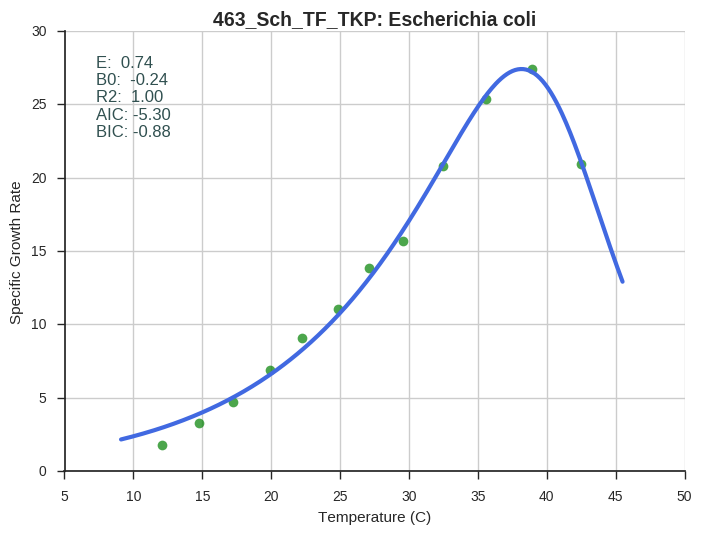 463_Sch_TF_TKP: Escherichia coli
E: 0.74
B0: -0.24
R2: 1.00
AIC: -5.30
BIC: -0.88
30
25
20
15
10
5
0
Specific Growth Rate
5 10 15 20 25 30 35 40 45 50
Temperature (C)